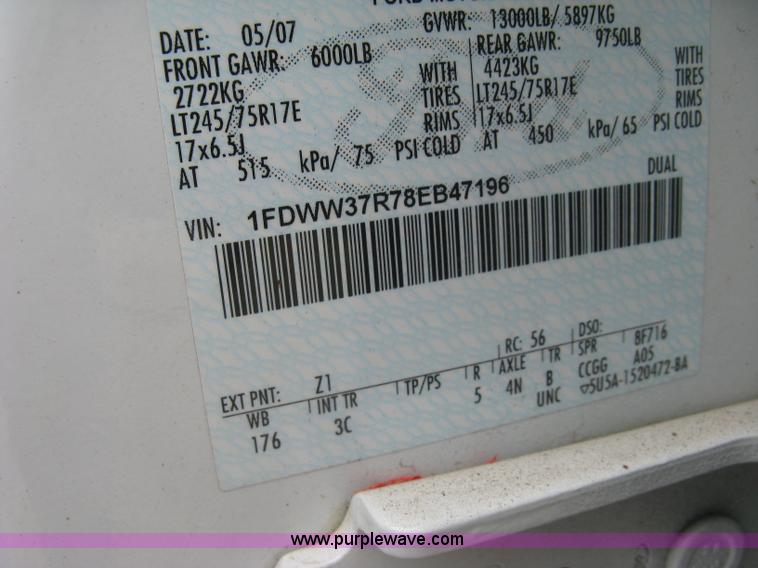 DATE: 05/07 GVWR: 13000LB/ 5897KG
FRONT GAWR: 6000LB REAR GAWR: 9750LB
2722KG WITH 4423KG WITH
LT245/75R17E TIRES LT245/75R17E TIRES
17x6.5J RIMS 17x6.5J RIMS
AT 515 kPa/ 75 PSI COLD AT 450 kPa/ 65 PSI COLD
VIN: 1FDWW37R78EB47196 DUAL
EXT PNT: Z1 RC: 56 DSO:
WB INT TR TP/PS R AXLE TR SPR 8F716
176 3C 5 4N B CCGG A05
UNC 5U5A-1520472-BA
www.purplewave.com